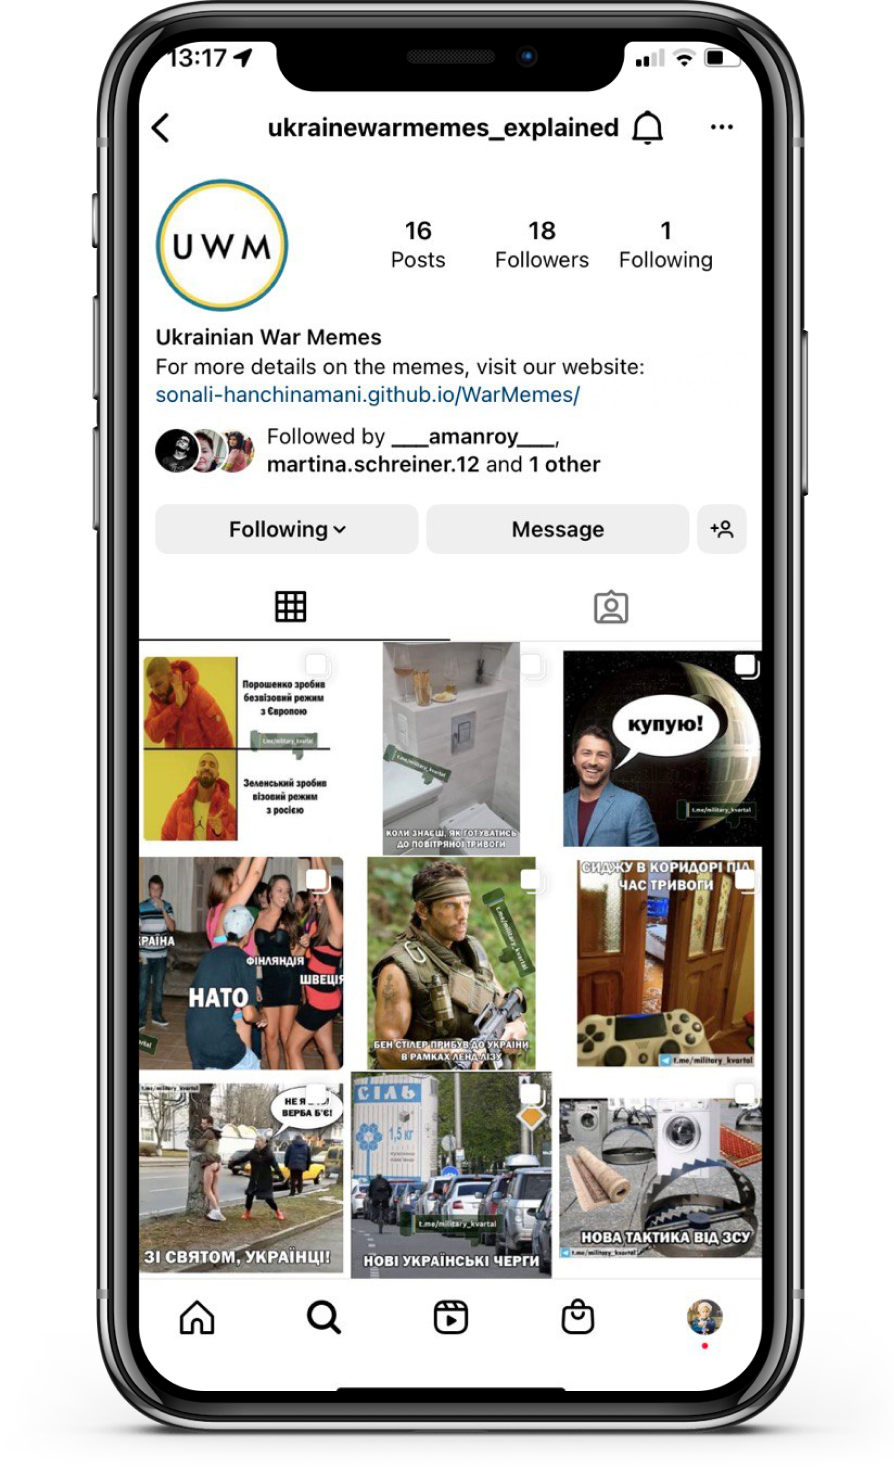 13:17
ukrainewarmemes_explained
UWM
16
Posts
18
Followers
1
Following
Ukrainian War Memes
For more details on the memes, visit our website:
sonali-hanchinamani.github.io/WarMemes/
Followed by ___amanroy___,
martina.schreiner.12 and 1 other
Following
Message
Порошенко зробив
безвізовий режим
з Європою
t.me/military_kvartal
Зеленський зробив
візовий режим
з росією
КОЛИ ЗНАЄШ, ЯК ГОТУВАТИСЬ
ДО ПОВІТРЯНОЇ ТРИВОГИ
t.me/military_kvartal
купую!
t.me/military_kvartal
КРАЇНА
ФІНЛЯНДІЯ
ШВЕЦІЯ
НАТО
t.me/military_kvartal
БЕН СТІЛЕР ПРИБУВ ДО УКРАЇНИ
В РАМКАХ ЛЕНД ЛІЗУ
СИДЖУ В КОРИДОРІ ПІД
ЧАС ТРИВОГИ
t.me/military_kvartal
t.me/military_kvartal
НЕ Я
ВЕРБА Б'Є!
ЗІ СВЯТОМ, УКРАЇНЦІ!
СІЛЬ
1,5 кг
t.me/military_kvartal
НОВІ УКРАЇНСЬКІ ЧЕРГИ
НОВА ТАКТИКА ВІД ЗСУ
t.me/military_kvartal